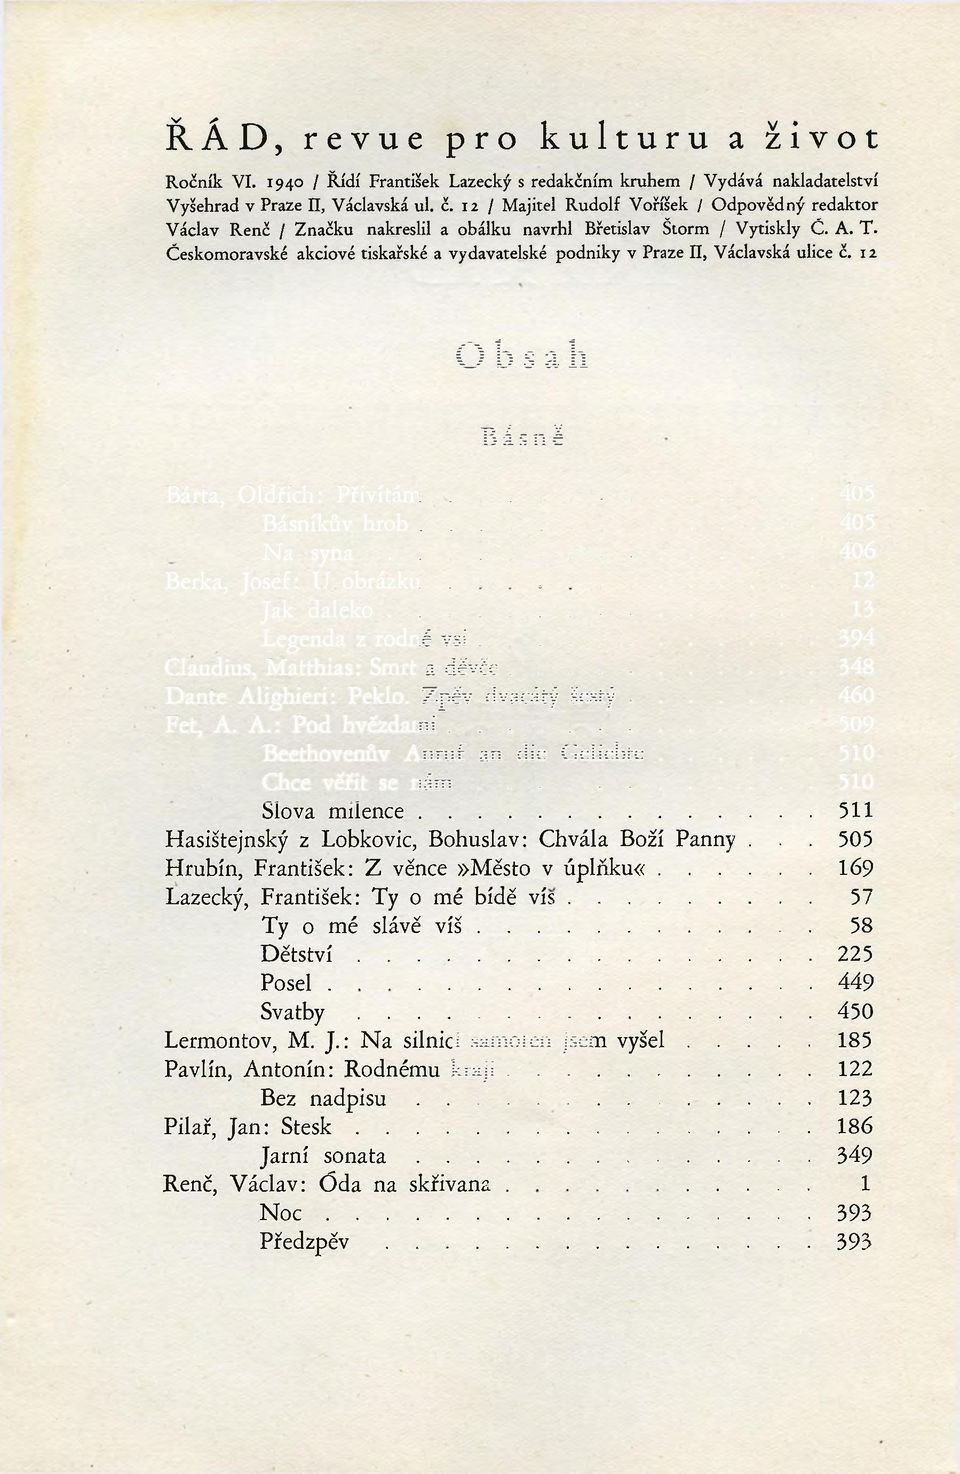 ŘÁD, revue pro kulturu a život
Ročník VI. 1940 / Řídí František Lazecký s redakčním kruhem / Vydává nakladatelství
Vyšehrad v Praze II, Václavská ul. č. 12 / Majitel Rudolf Voříšek / Odpovědný redaktor
Václav Renč / Značku nakreslil a obálku navrhl Břetislav Štorm / Vytiskly Č. A. T.
Českomoravské akciové tiskařské a vydavatelské podniky v Praze II, Václavská ulice č. 12
Obsah
Básně
Bárta, Oldřich: Přivítám . . . . . 405
Básníkův hrob . . . . . 405
Na syna . . . . . 406
Berka, Josef: U obrázku . . . . . 12
Jak daleko . . . . . 13
Legenda z rodné vsi . . . . . 394
Claudius, Matthias: Smrt a děvče . . . . . 348
Dante Alighieri: Peklo. Zpěv dvacátý šestý . . . . . 460
Fet, A. A.: Pod hvězdami . . . . . 509
Beethovenův Anruf an die Geliebte . . . . . 510
Chce věřit se nám . . . . . 510
Slova milence . . . . . . . . . . . . . . 511
Hasištejnský z Lobkovic, Bohuslav: Chvála Boží Panny . . . 505
Hrubín, František: Z věnce »Město v úplňku« . . . . . . 169
Lazecký, František: Ty o mé bídě víš . . . . . . . . . 57
Ty o mé slávě víš . . . . . . . . . . . . 58
Dětství . . . . . . . . . . . . . . . . 225
Posel . . . . . . . . . . . . . . . . . 449
Svatby . . . . . . . . . . . . . . . . 450
Lermontov, M. J.: Na silnici samoten jsem vyšel . . . . . 185
Pavlín, Antonín: Rodnému kraji . . . . . . . . . . . 122
Bez nadpisu . . . . . . . . . . . . . . 123
Pilař, Jan: Stesk . . . . . . . . . . . . . . . . 186
Jarní sonata . . . . . . . . . . . . . . 349
Renč, Václav: Óda na skřivana . . . . . . . . . . . 1
Noc . . . . . . . . . . . . . . . . . 393
Předzpěv . . . . . . . . . . . . . . . 393